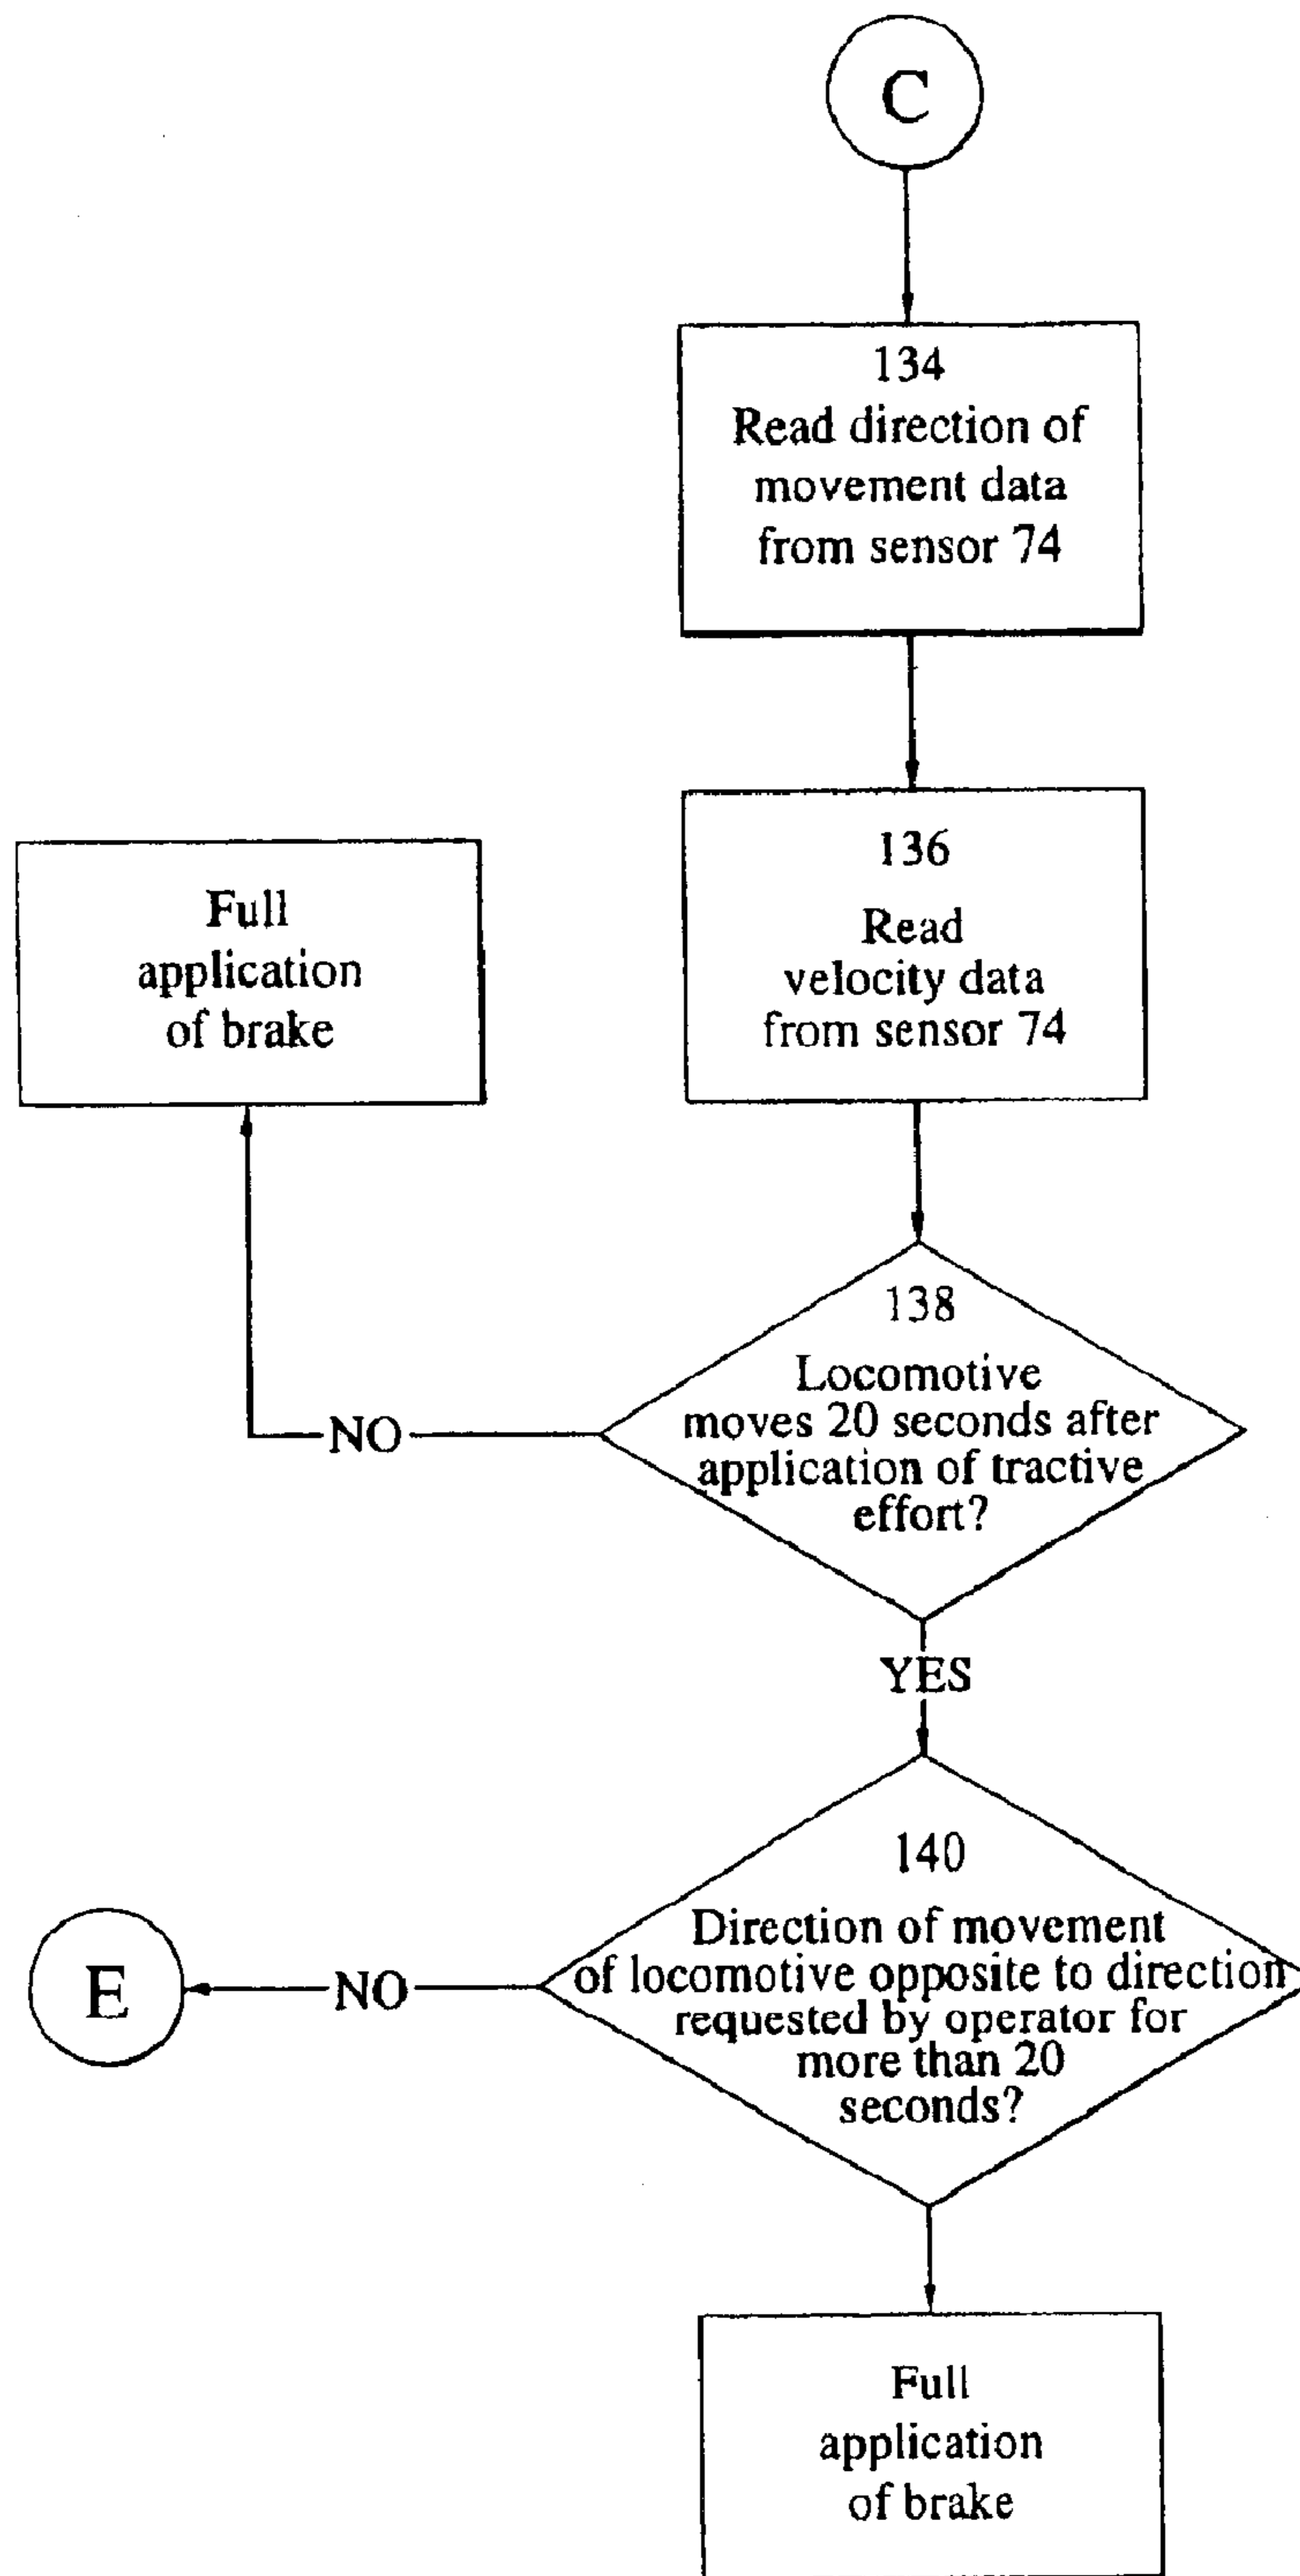 C
134
Read direction of
movement data
from sensor 74
136
Read
velocity data
from sensor 74
Full
application
of brake
138
Locomotive
moves 20 seconds after
application of tractive
effort?
NO
YES
140
Direction of movement
of locomotive opposite to direction
requested by operator for
more than 20
seconds?
NO
E
Full
application
of brake